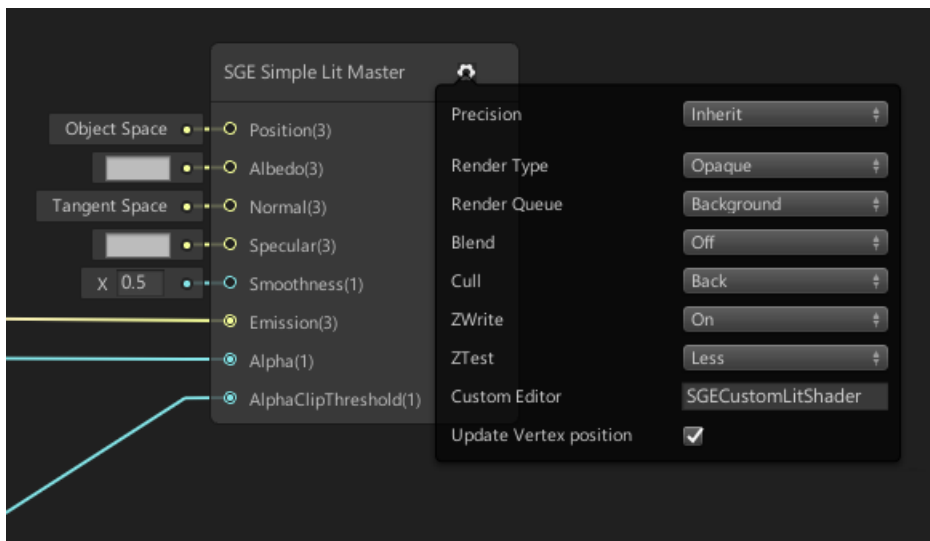 SGE Simple Lit Master
Object Space
Position(3)
Albedo(3)
Tangent Space
Normal(3)
Specular(3)
X 0.5
Smoothness(1)
Emission(3)
Alpha(1)
AlphaClipThreshold(1)
Precision
Inherit
Render Type
Opaque
Render Queue
Background
Blend
Off
Cull
Back
ZWrite
On
ZTest
Less
Custom Editor
SGECustomLitShader
Update Vertex position